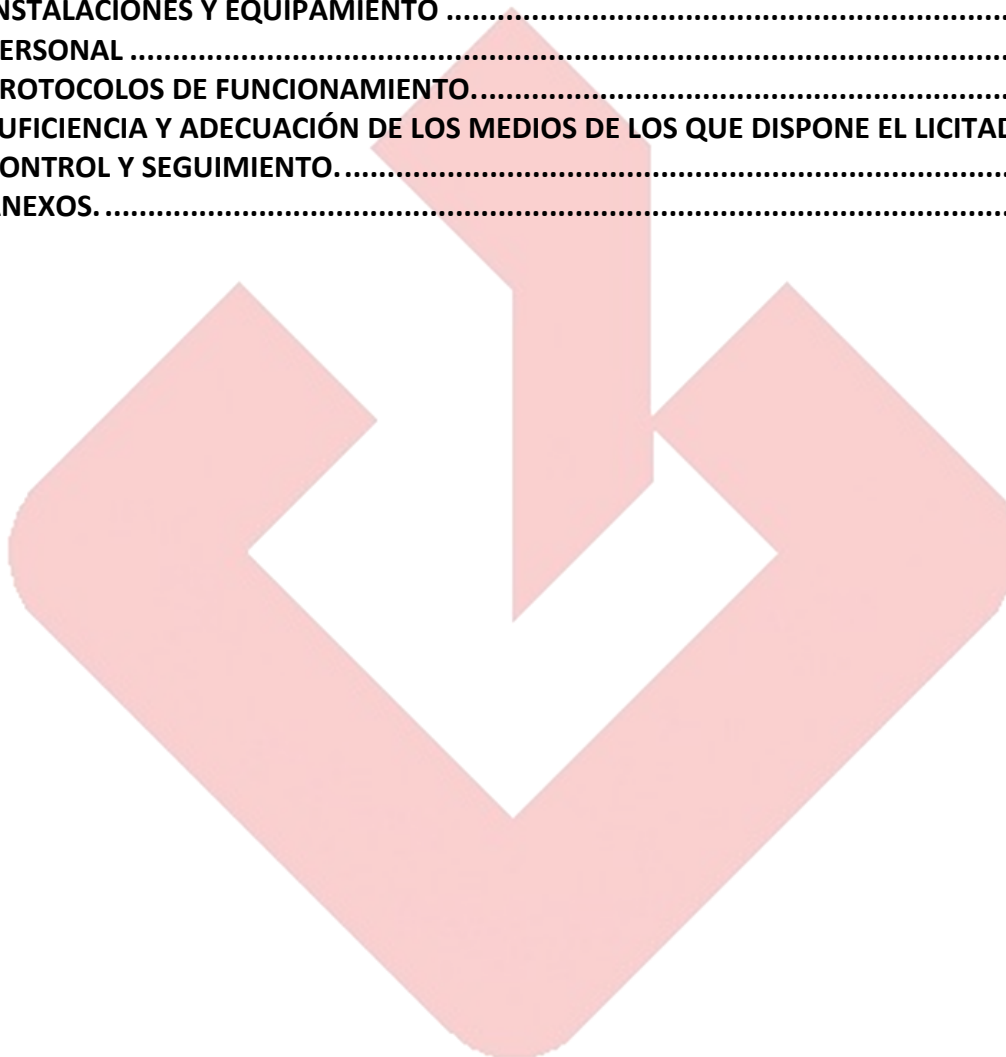 NSTALACIONES Y EQUIPAMIENTO ................................................................
ERSONAL ................................................................................................
ROTOCOLOS DE FUNCIONAMIENTO. ............................................................
UFICIENCIA Y ADECUACIÓN DE LOS MEDIOS DE LOS QUE DISPONE EL LICITAD
ONTROL Y SEGUIMIENTO. .........................................................................
NEXOS. ..................................................................................................